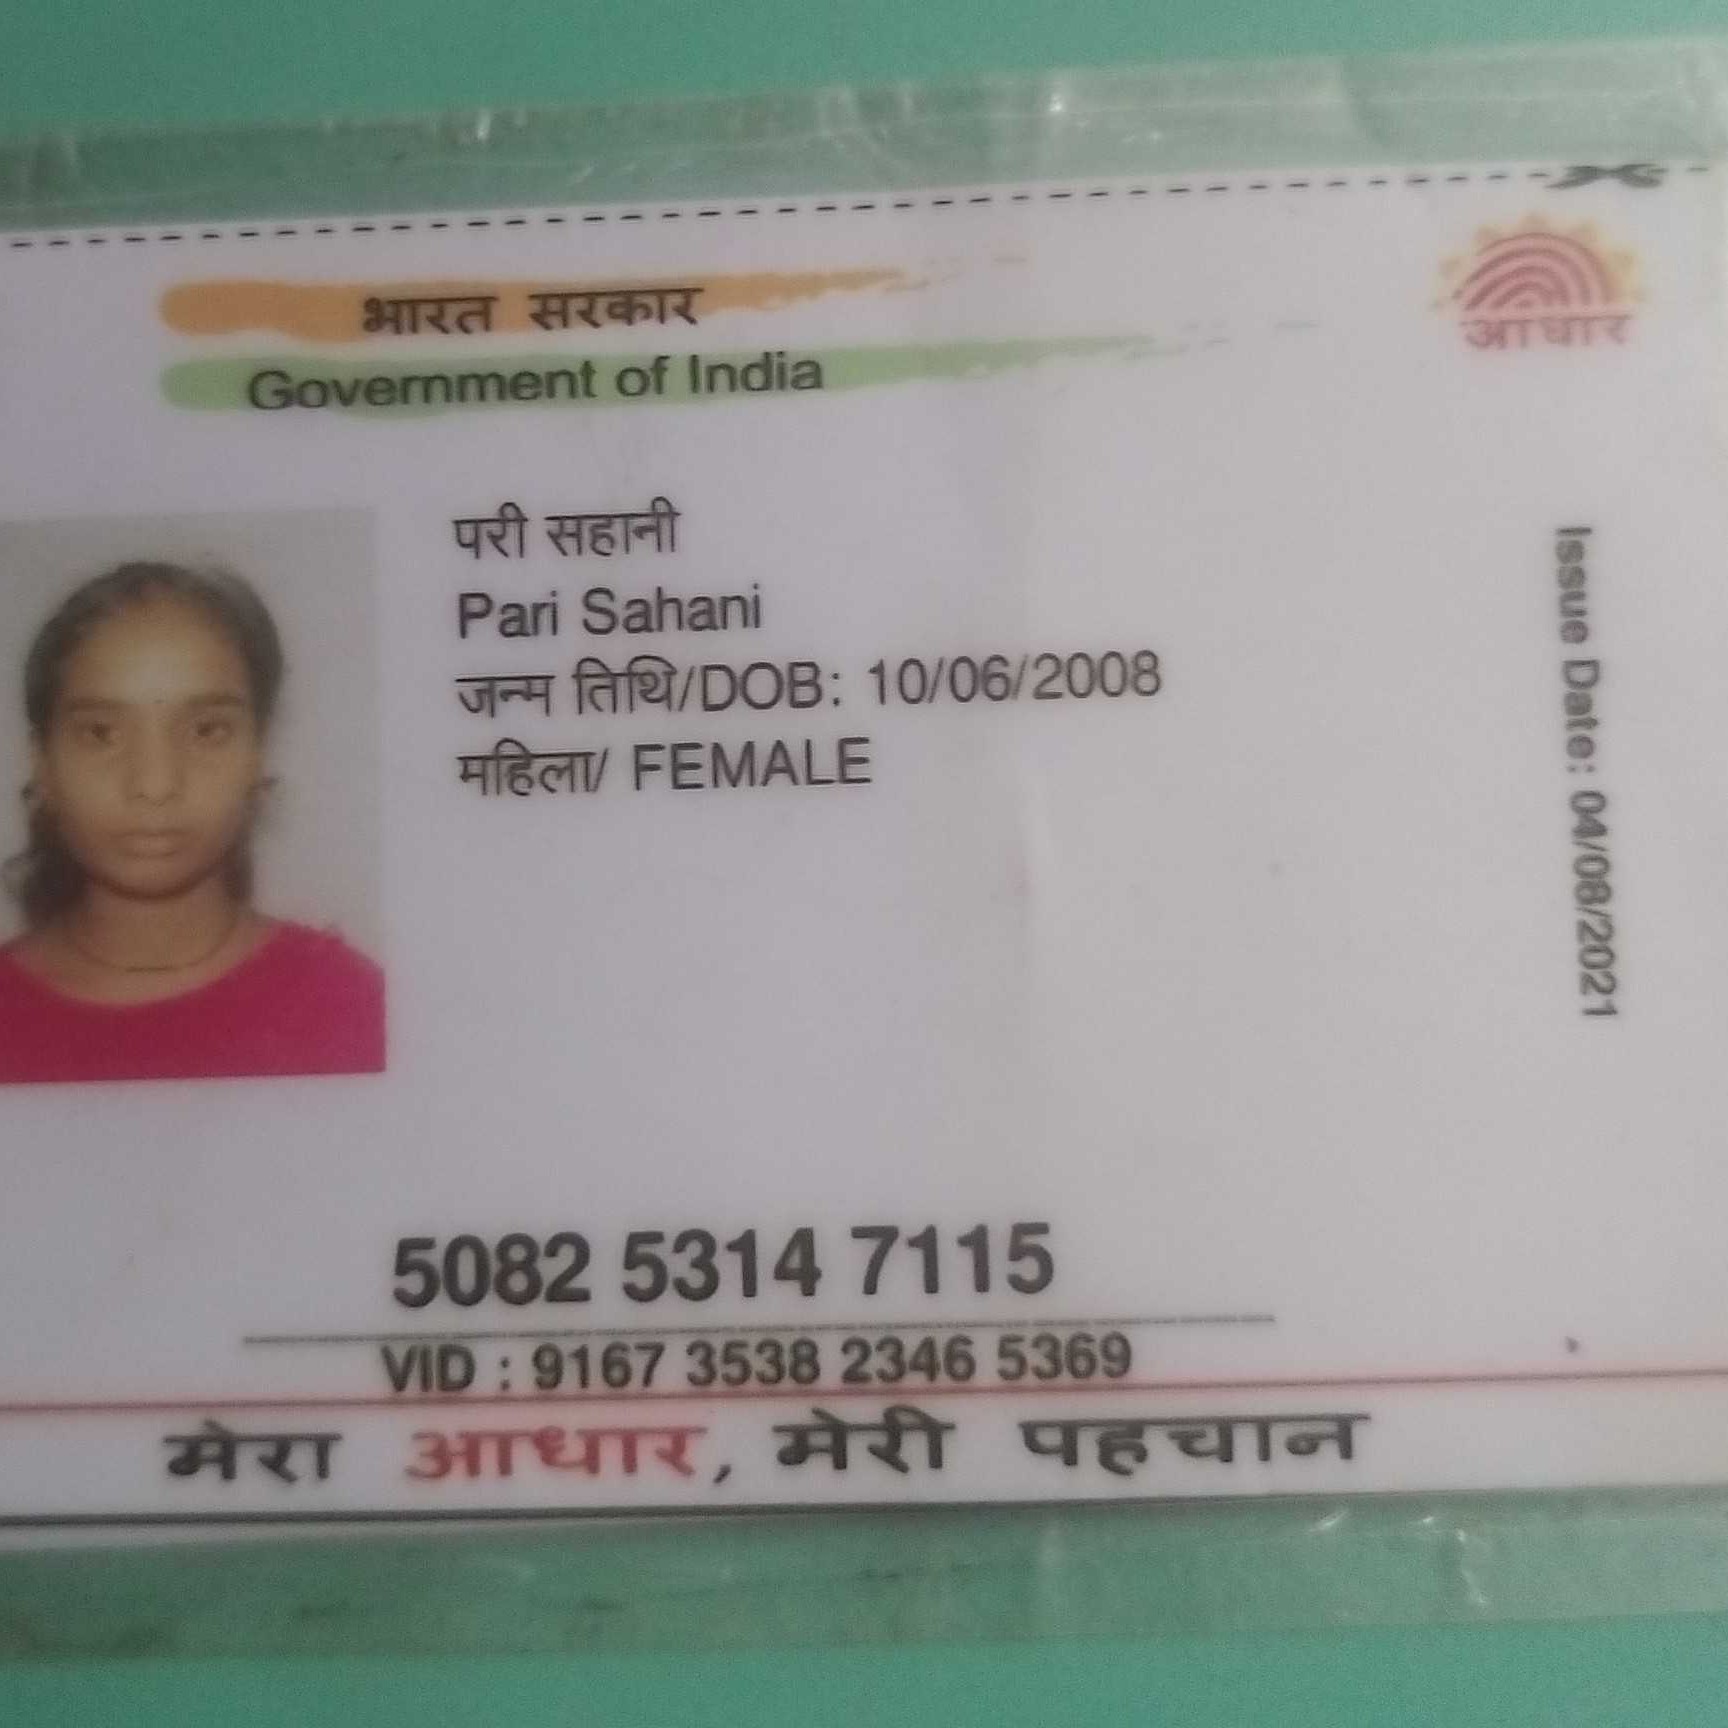 भारत सरकार
Government of India
आधार
परी सहानी
Pari Sahani
जन्म तिथि/DOB: 10/06/2008
महिला/ FEMALE
Issue Date: 04/08/2021
5082 5314 7115
VID : 9167 3538 2346 5369
मेरा आधार, मेरी पहचान